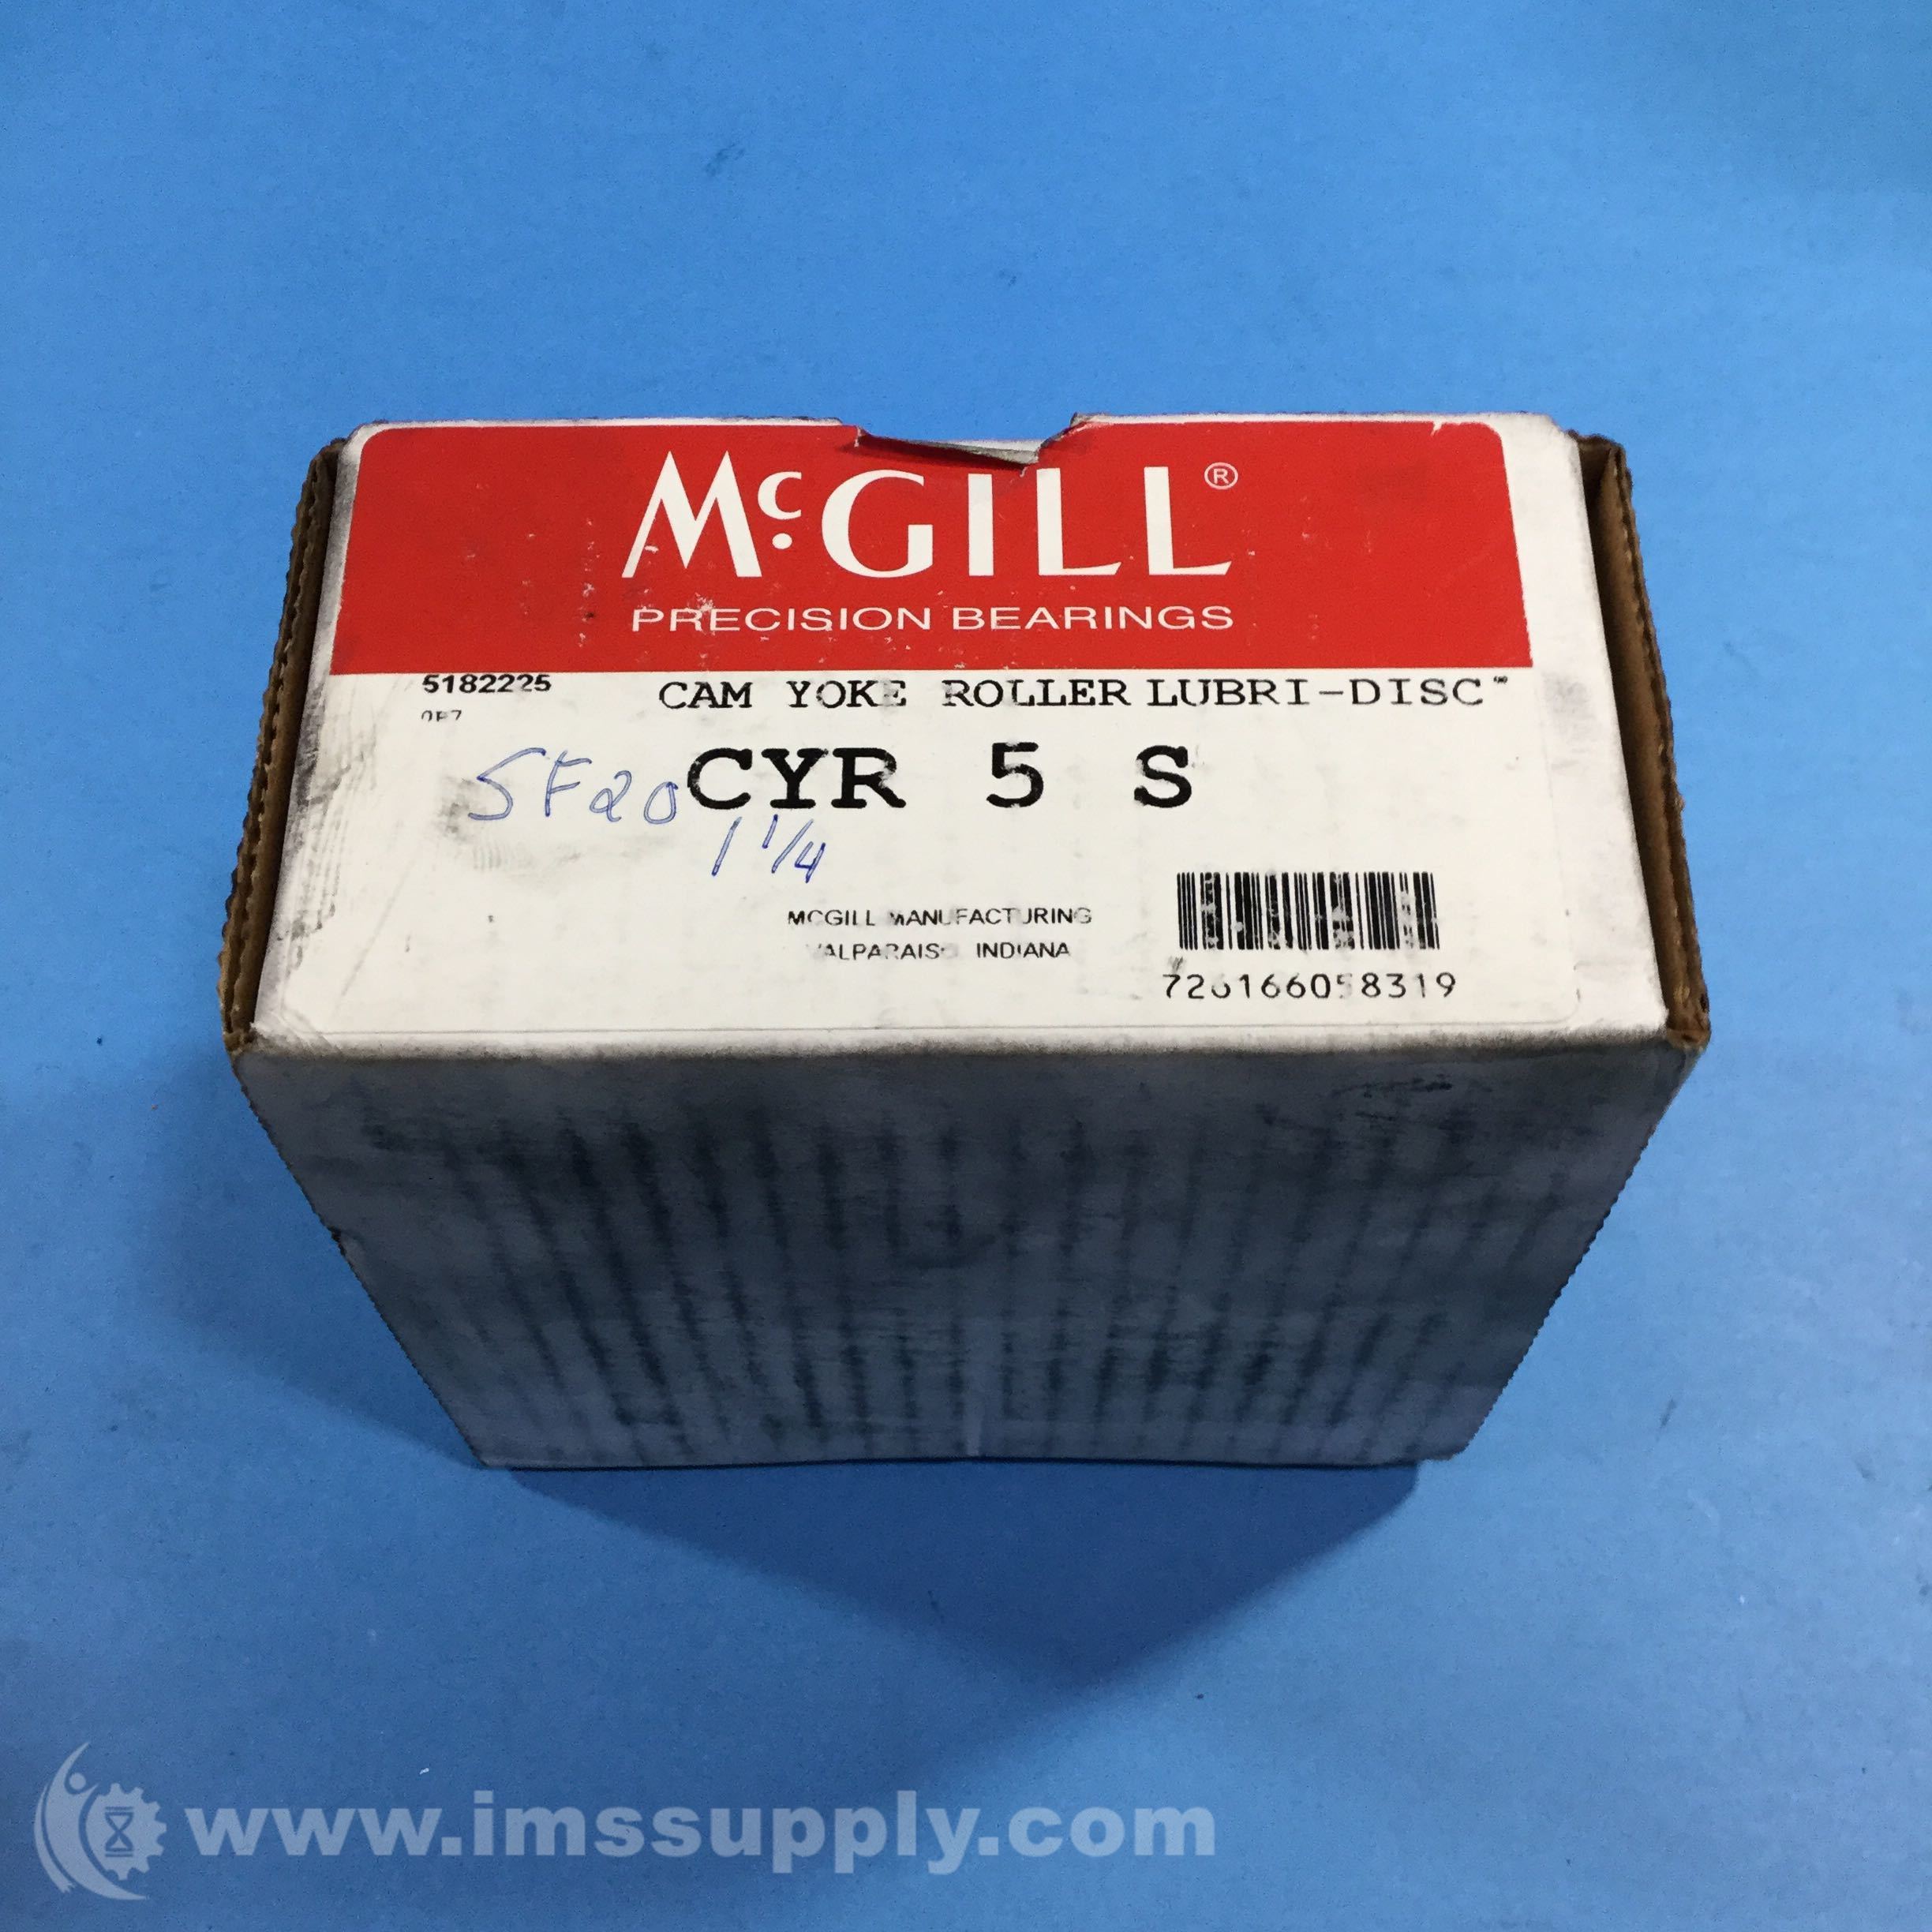 McGILL®
PRECISION BEARINGS
5182225
CAM YOKE ROLLER LUBRI-DISC™
SF20 CYR 5 S
1 1/4
MCGILL MANUFACTURING
VALPARAISO INDIANA
726166058319
www.imssupply.com